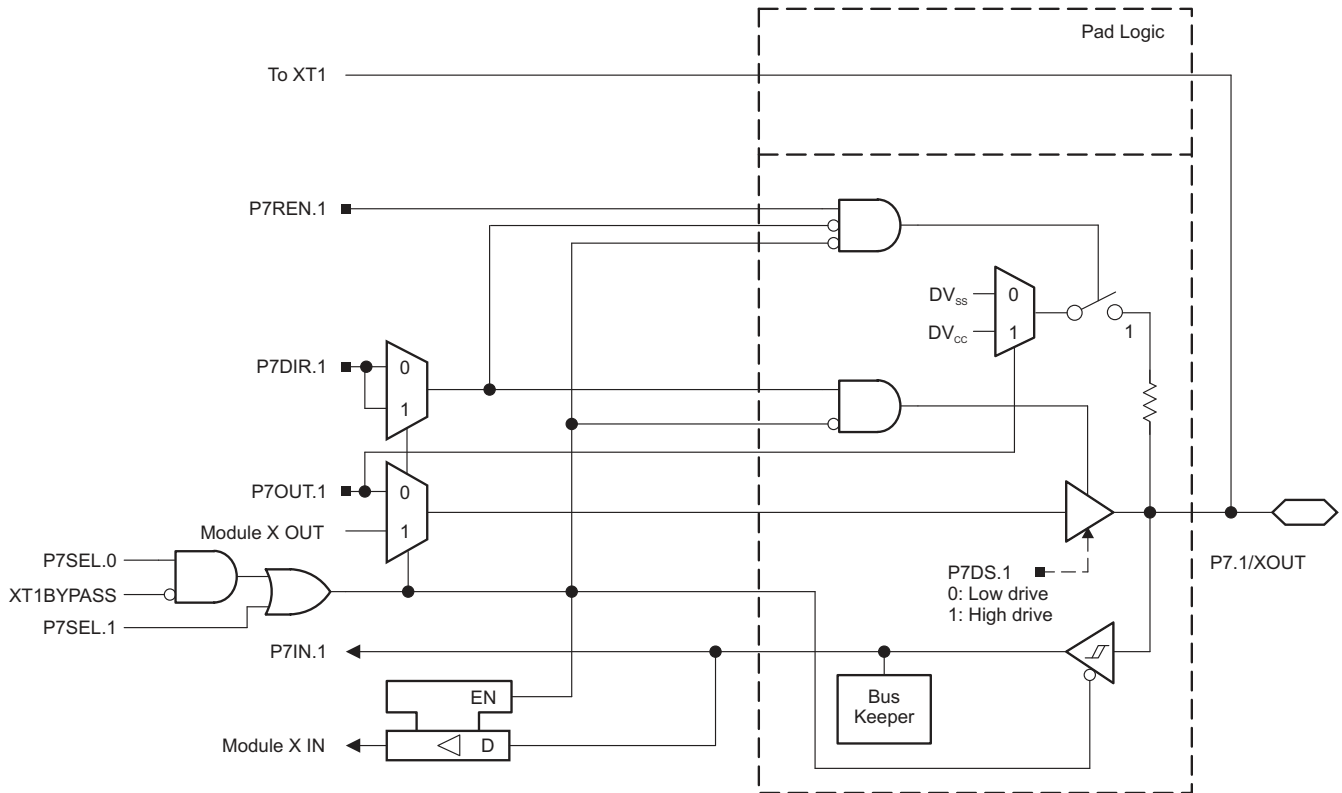 Pad Logic
To XT1
P7REN.1
DVSS
0
DVCC
1
1
P7DIR.1
0
1
P7OUT.1
0
Module X OUT
1
P7SEL.0
XT1BYPASS
P7SEL.1
P7DS.1
0: Low drive
1: High drive
P7.1/XOUT
P7IN.1
EN
Bus
Keeper
Module X IN
D